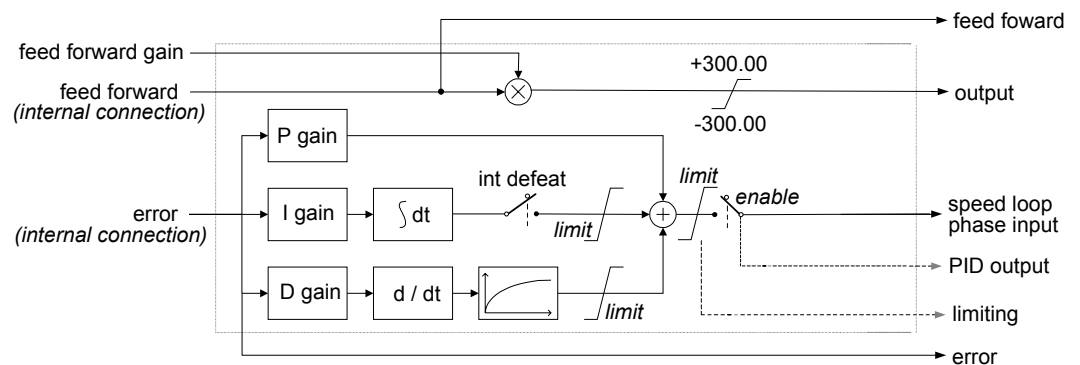 feed foward
feed forward gain
feed forward
(internal connection)
+300.00
-300.00
output
P gain
int defeat
limit
enable
error
(internal connection)
I gain
∫ dt
limit
speed loop
phase input
PID output
D gain
d / dt
limit
limiting
error